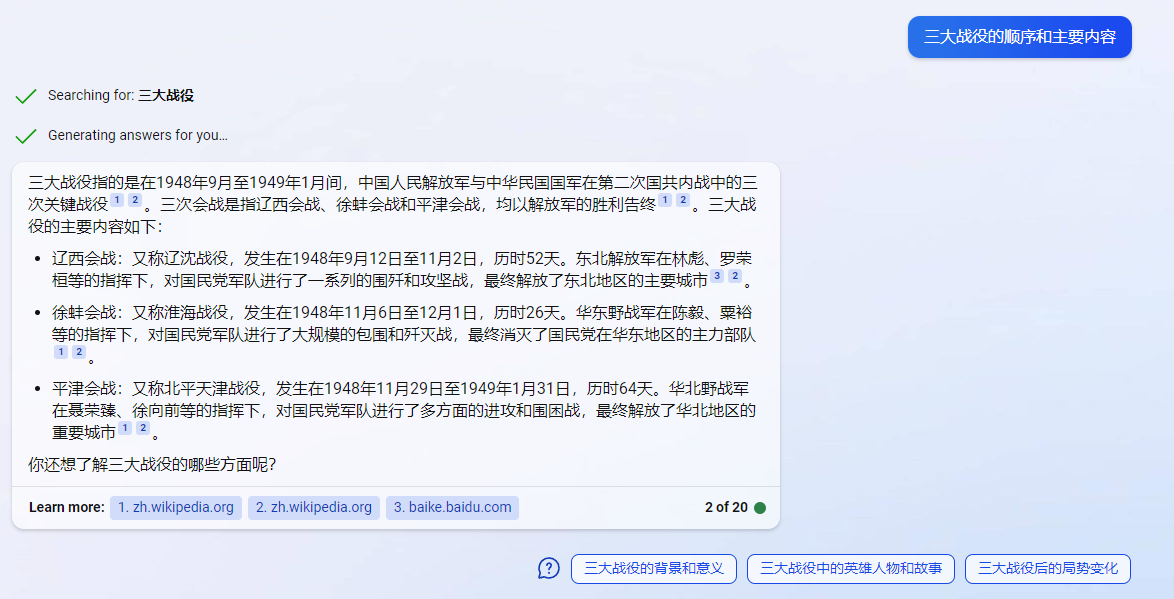 三大战役的顺序和主要内容
Searching for: 三大战役
Generating answers for you…
三大战役指的是在1948年9月至1949年1月间，中国人民解放军与中华民国国军在第二次国共内战中的三
次关键战役 1 2 。三次会战是指辽西会战、徐蚌会战和平津会战，均以解放军的胜利告终 1 2 。三大战
役的主要内容如下：
• 辽西会战：又称辽沈战役，发生在1948年9月12日至11月2日，历时52天。东北解放军在林彪、罗荣
桓等的指挥下，对国民党军队进行了一系列的围歼和攻坚战，最终解放了东北地区的主要城市 3 2 。
• 徐蚌会战：又称淮海战役，发生在1948年11月6日至12月1日，历时26天。华东野战军在陈毅、粟裕
等的指挥下，对国民党军队进行了大规模的包围和歼灭战，最终消灭了国民党在华东地区的主力部队
1 2 。
• 平津会战：又称北平天津战役，发生在1948年11月29日至1949年1月31日，历时64天。华北野战军
在聂荣臻、徐向前等的指挥下，对国民党军队进行了多方面的进攻和围困战，最终解放了华北地区的
重要城市 1 2 。
你还想了解三大战役的哪些方面呢？
Learn more: 1. zh.wikipedia.org 2. zh.wikipedia.org 3. baike.baidu.com 2 of 20
三大战役的背景和意义 三大战役中的英雄人物和故事 三大战役后的局势变化